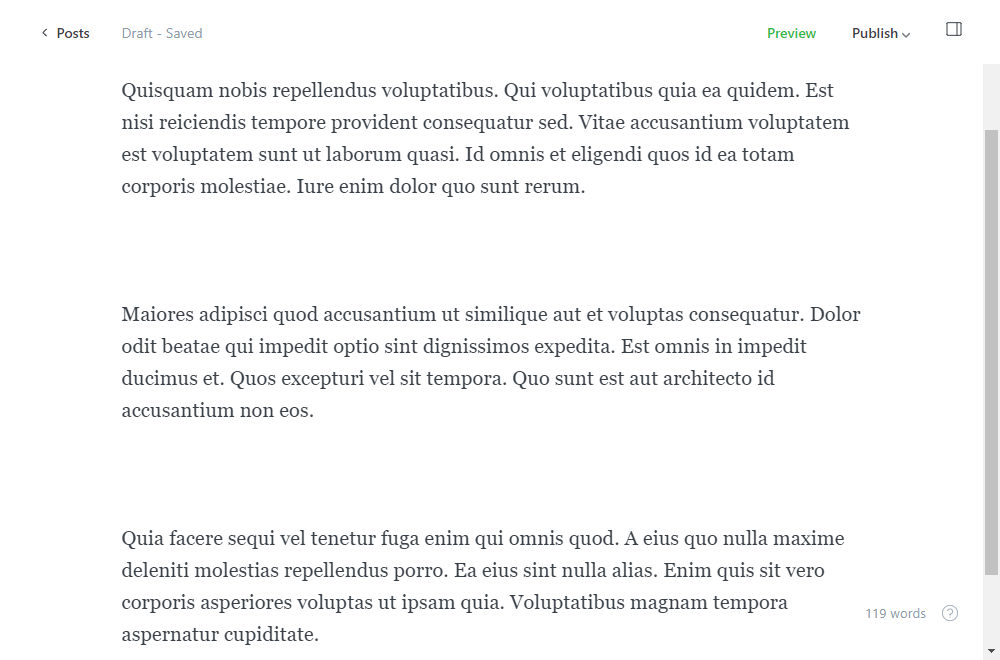 Posts Draft - Saved Preview Publish
Quisquam nobis repellendus voluptatibus. Qui voluptatibus quia ea quidem. Est
nisi reiciendis tempore provident consequatur sed. Vitae accusantium voluptatem
est voluptatem sunt ut laborum quasi. Id omnis et eligendi quos id ea totam
corporis molestiae. Iure enim dolor quo sunt rerum.
Maiores adipisci quod accusantium ut similique aut et voluptas consequatur. Dolor
odit beatae qui impedit optio sint dignissimos expedita. Est omnis in impedit
ducimus et. Quos excepturi vel sit tempora. Quo sunt est aut architecto id
accusantium non eos.
Quia facere sequi vel tenetur fuga enim qui omnis quod. A eius quo nulla maxime
deleniti molestias repellendus porro. Ea eius sint nulla alias. Enim quis sit vero
corporis asperiores voluptas ut ipsam quia. Voluptatibus magnam tempora
aspernatur cupiditate.
119 words ?